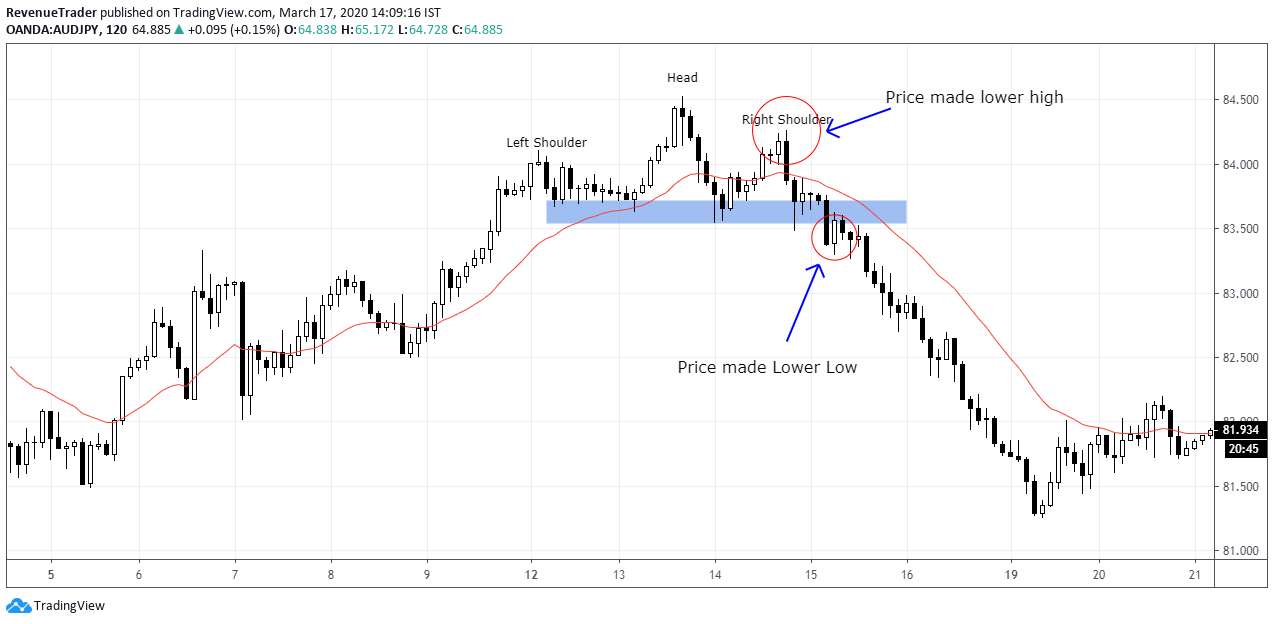 RevenueTrader published on TradingView.com, March 17, 2020 14:09:16 IST
OANDA:AUDJPY, 120 64.885 ▲ +0.095 (+0.15%) O:64.838 H:65.172 L:64.728 C:64.885
Head
Price made lower high
84.500
Right Shoulder
Left Shoulder
84.000
83.500
83.000
Price made Lower Low
82.500
82.000
81.934
20:45
81.500
81.000
5 6 7 8 9 12 13 14 15 16 19 20 21
TradingView